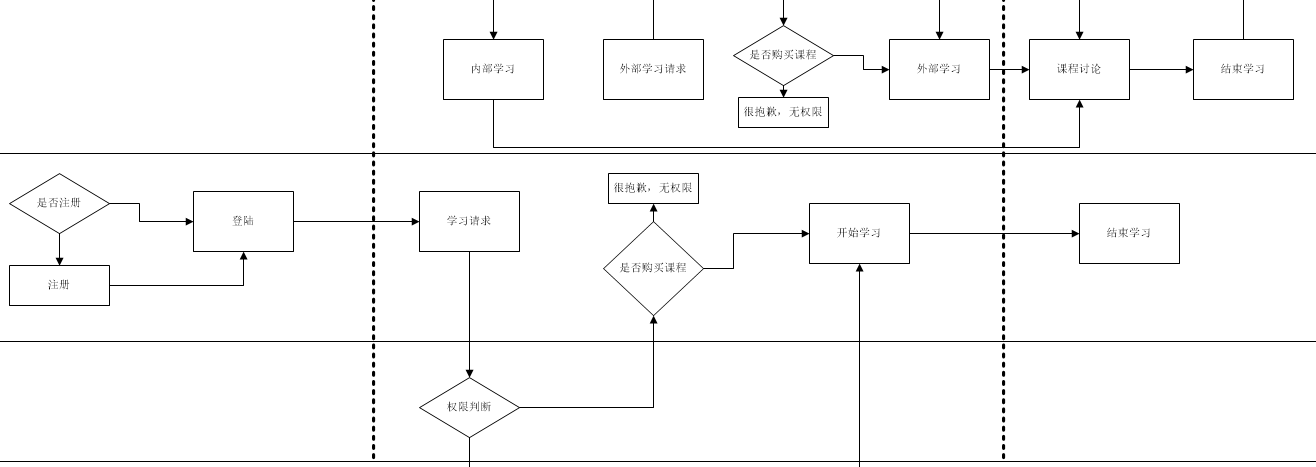 内部学习
外部学习请求
是否购买课程
外部学习
课程讨论
结束学习
很抱歉，无权限
是否注册
登陆
学习请求
很抱歉，无权限
开始学习
结束学习
是否购买课程
注册
权限判断